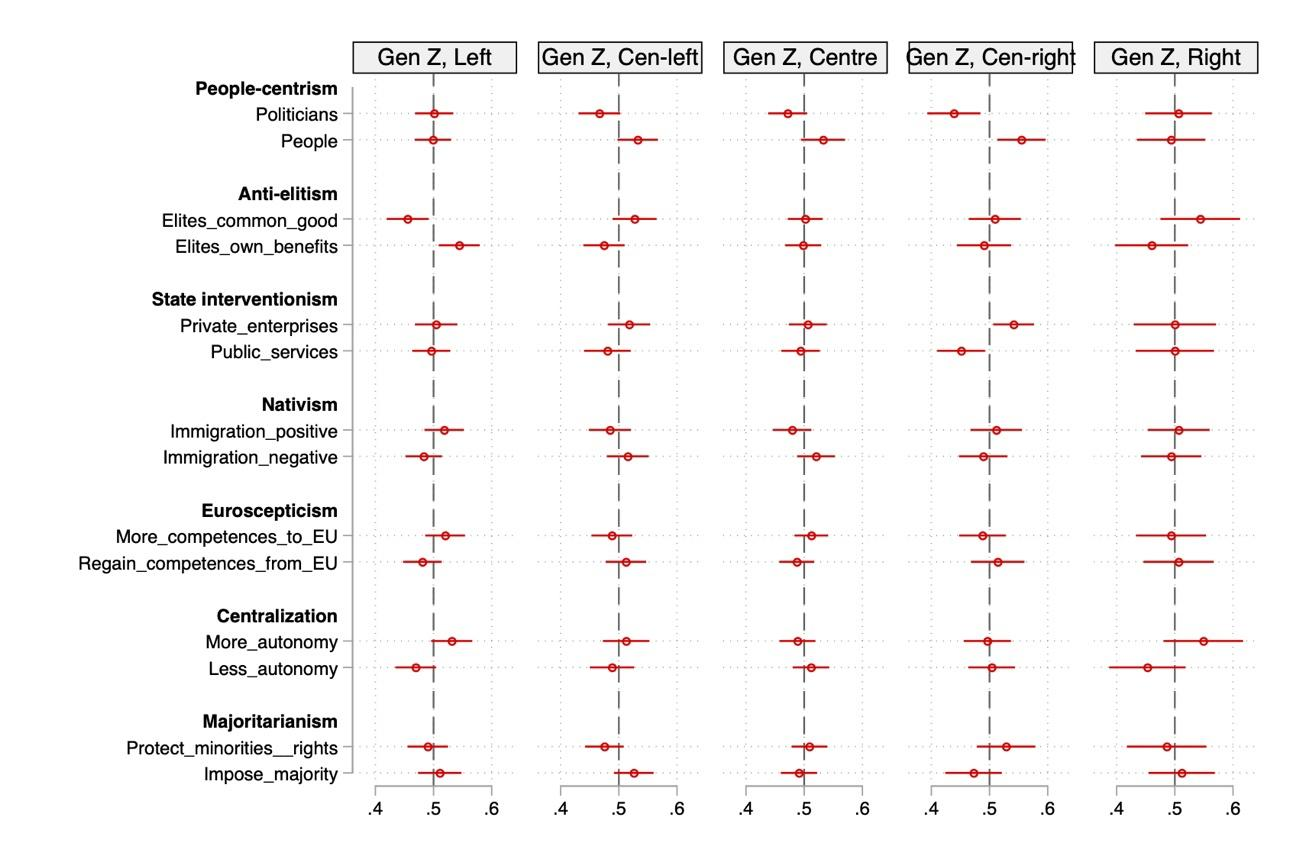 Gen Z, Left Gen Z, Cen-left Gen Z, Centre Gen Z, Cen-right Gen Z, Right
People-centrism
Politicians
People
Anti-elitism
Elites_common_good
Elites_own_benefits
State interventionism
Private_enterprises
Public_services
Nativism
Immigration_positive
Immigration_negative
Euroscepticism
More_competences_to_EU
Regain_competences_from_EU
Centralization
More_autonomy
Less_autonomy
Majoritarianism
Protect_minorities__rights
Impose_majority
.4 .5 .6 .4 .5 .6 .4 .5 .6 .4 .5 .6 .4 .5 .6